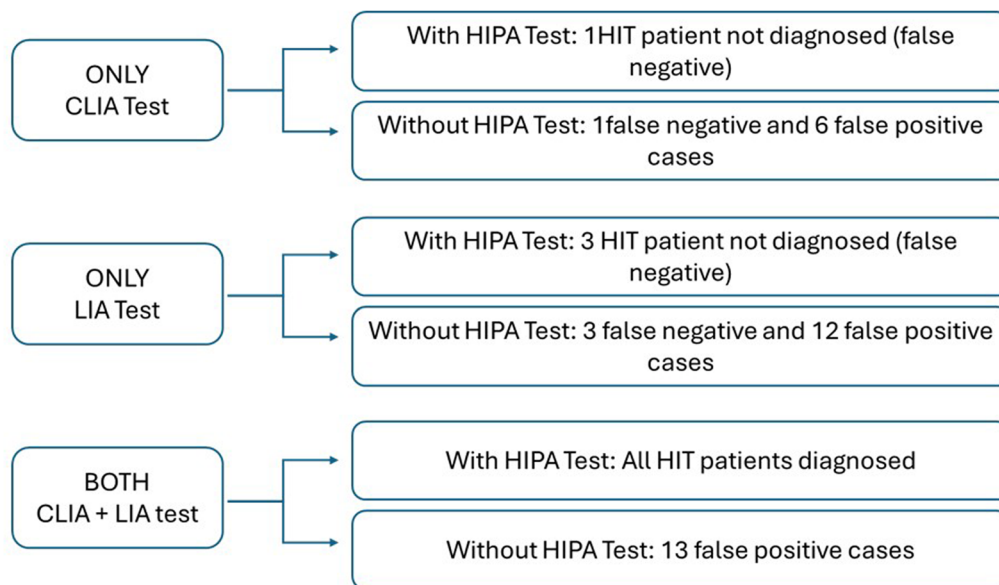 ONLY
CLIA Test
With HIPA Test: 1HIT patient not diagnosed (false
negative)
Without HIPA Test: 1false negative and 6 false positive
cases
ONLY
LIA Test
With HIPA Test: 3 HIT patient not diagnosed (false
negative)
Without HIPA Test: 3 false negative and 12 false positive
cases
BOTH
CLIA + LIA test
With HIPA Test: All HIT patients diagnosed
Without HIPA Test: 13 false positive cases